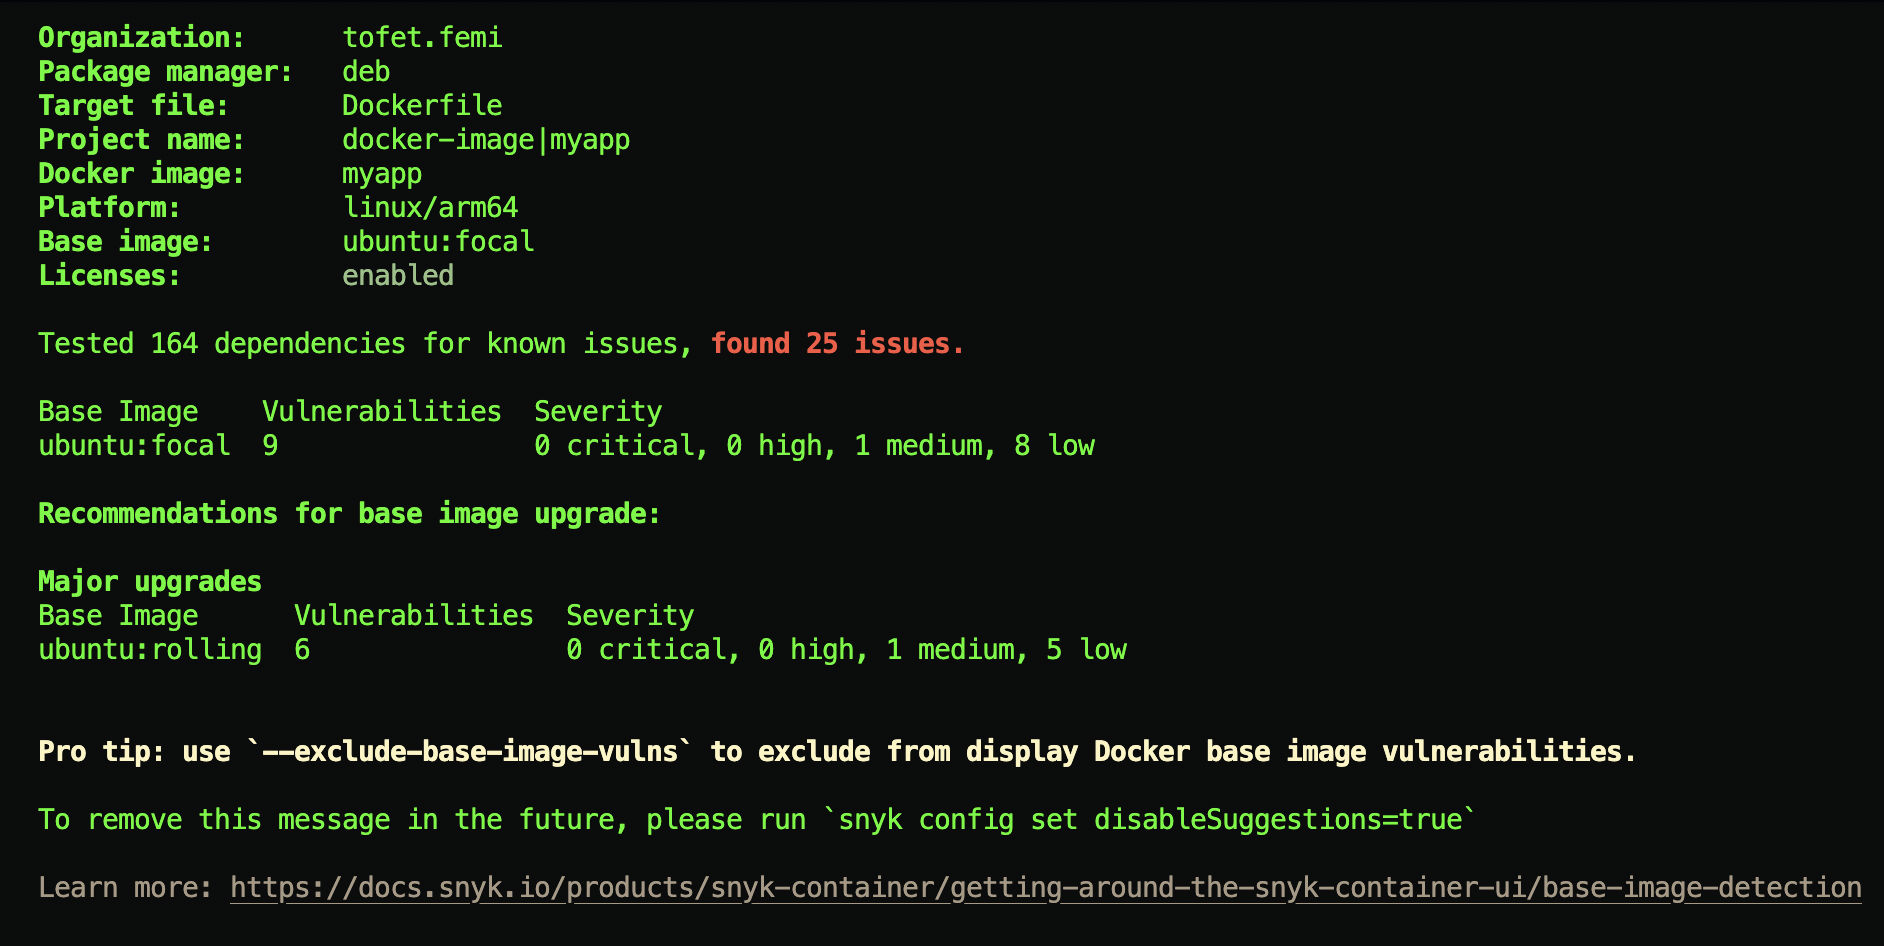 Organization: tofet.femi
Package manager: deb
Target file: Dockerfile
Project name: docker-image|myapp
Docker image: myapp
Platform: linux/arm64
Base image: ubuntu:focal
Licenses: enabled
Tested 164 dependencies for known issues, found 25 issues.
Base Image Vulnerabilities Severity
ubuntu:focal 9 0 critical, 0 high, 1 medium, 8 low
Recommendations for base image upgrade:
Major upgrades
Base Image Vulnerabilities Severity
ubuntu:rolling 6 0 critical, 0 high, 1 medium, 5 low
Pro tip: use `--exclude-base-image-vulns` to exclude from display Docker base image vulnerabilities.
To remove this message in the future, please run `snyk config set disableSuggestions=true`
Learn more: https://docs.snyk.io/products/snyk-container/getting-around-the-snyk-container-ui/base-image-detection